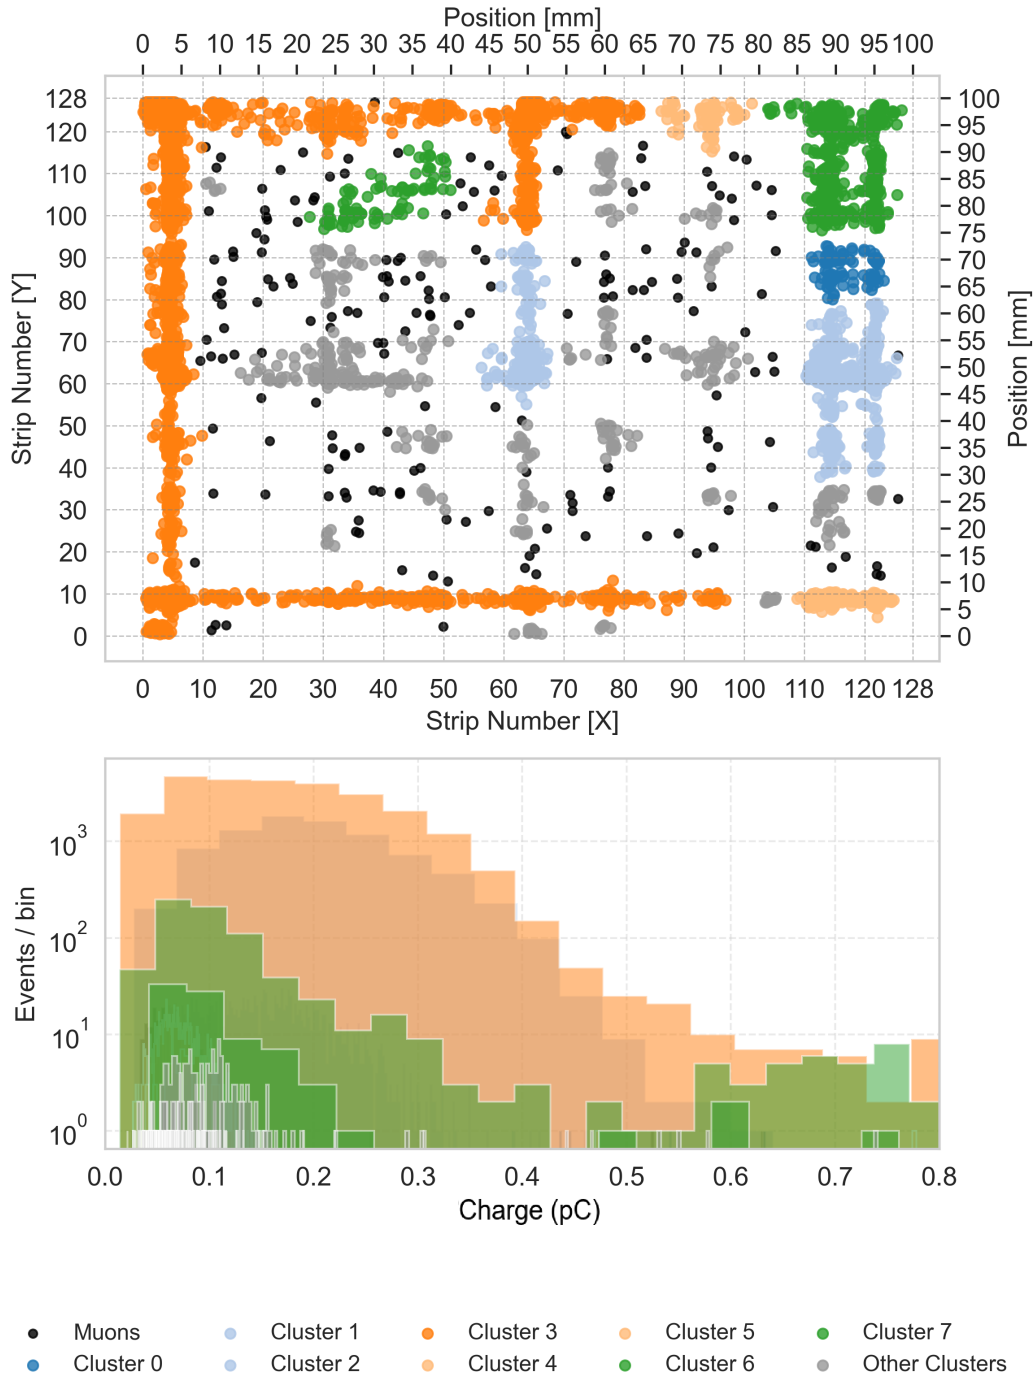 Position [mm]
0 5 10 15 20 25 30 35 40 45 50 55 60 65 70 75 80 85 90 95 100
128 100
120 95
90
110 85
100 80
75
90 70
80 65
60
70 55
60 50
45
50 40
40 35
30
30 25
20 20
15
10 10
5
0 0
Strip Number [Y]
Position [mm]
0 10 20 30 40 50 60 70 80 90 100 110 120 128
Strip Number [X]
10³
10²
10¹
10⁰
Events / bin
0.0 0.1 0.2 0.3 0.4 0.5 0.6 0.7 0.8
Charge (pC)
Muons Cluster 1 Cluster 3 Cluster 5 Cluster 7
Cluster 0 Cluster 2 Cluster 4 Cluster 6 Other Clusters